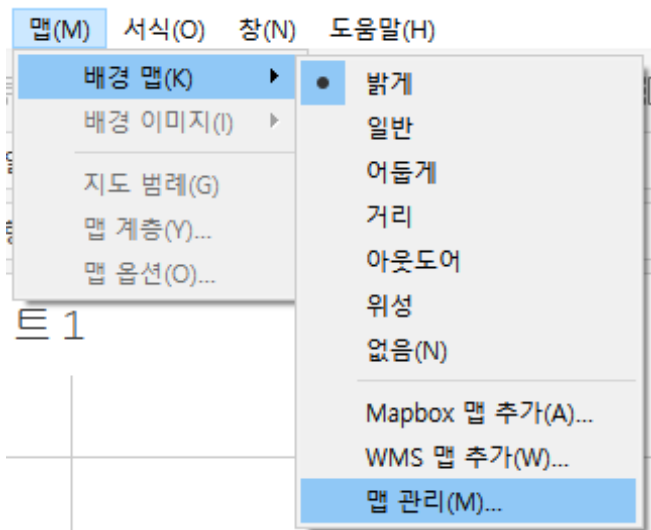 맵(M) 서식(O) 창(N) 도움말(H)
배경 맵(K)
배경 이미지(I)
지도 범례(G)
맵 계층(Y)...
맵 옵션(O)...
밝게
일반
어둡게
거리
아웃도어
위성
없음(N)
Mapbox 맵 추가(A)...
WMS 맵 추가(W)...
맵 관리(M)...
트 1